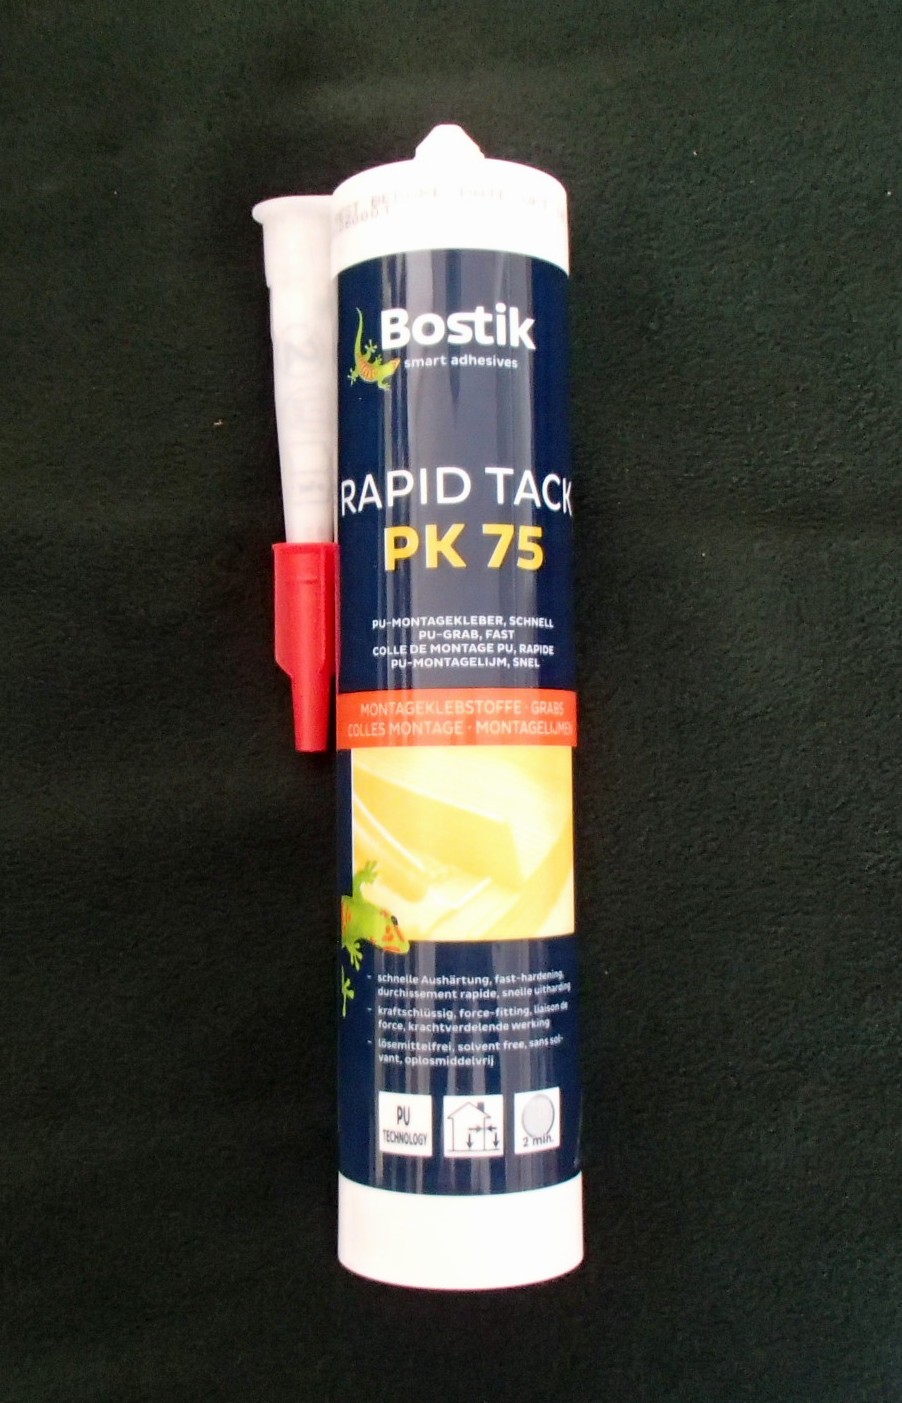 Bostik
smart adhesives
RAPID TACK
PK 75
PU-MONTAGEKLEBER, SCHNELL
PU-GRAB, FAST
COLLE DE MONTAGE PU, RAPIDE
PU-MONTAGELIJM, SNEL
MONTAGEKLEBSTOFFE · GRABS
COLLES MONTAGE · MONTAGELIJMEN
- schnelle Aushärtung, fast-hardening,
durchissement rapide, snelle uitharding
- kraftschlüssig, force-fitting, liaison de
force, krachtverdelende werking
- lösemittelfrei, solvent free, sans sol-
vant, oplosmiddelvrij
PU
TECHNOLOGY
2 min.